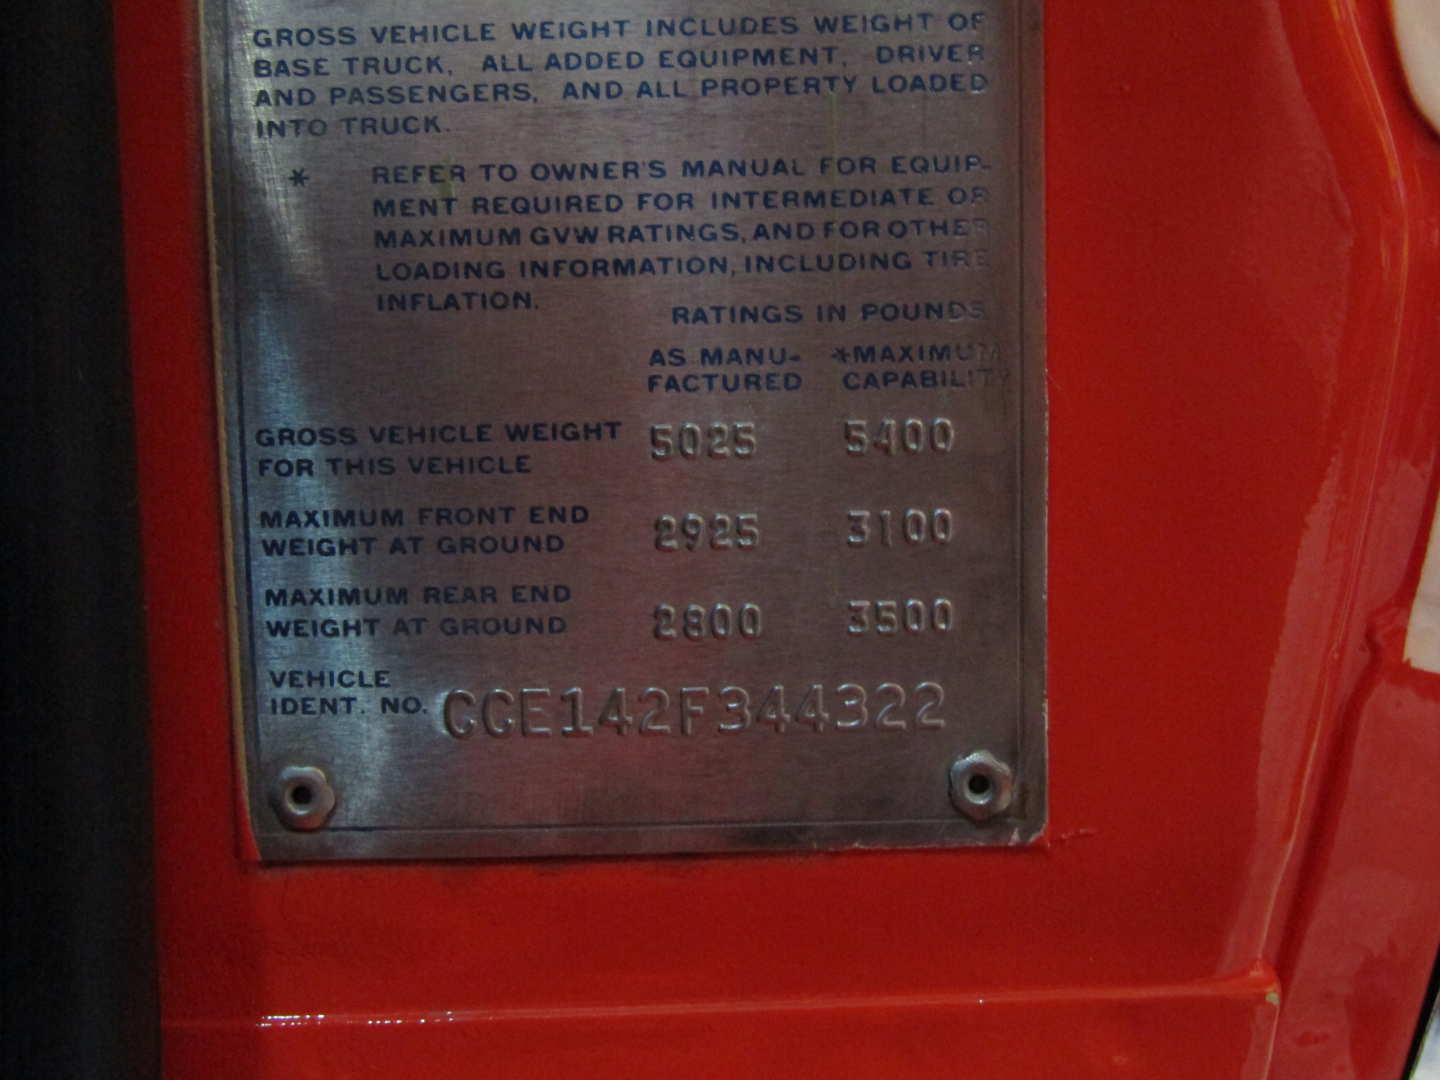 GROSS VEHICLE WEIGHT INCLUDES WEIGHT OF
BASE TRUCK, ALL ADDED EQUIPMENT, DRIVER
AND PASSENGERS, AND ALL PROPERTY LOADED
INTO TRUCK.
* REFER TO OWNER'S MANUAL FOR EQUIP-
MENT REQUIRED FOR INTERMEDIATE OR
MAXIMUM GVW RATINGS, AND FOR OTHER
LOADING INFORMATION, INCLUDING TIRE
INFLATION.
RATINGS IN POUNDS
AS MANU- *MAXIMUM
FACTURED CAPABILITY
GROSS VEHICLE WEIGHT 5025 5400
FOR THIS VEHICLE
MAXIMUM FRONT END 2925 3100
WEIGHT AT GROUND
MAXIMUM REAR END 2800 3500
WEIGHT AT GROUND
VEHICLE
IDENT. NO. CCE142F344322